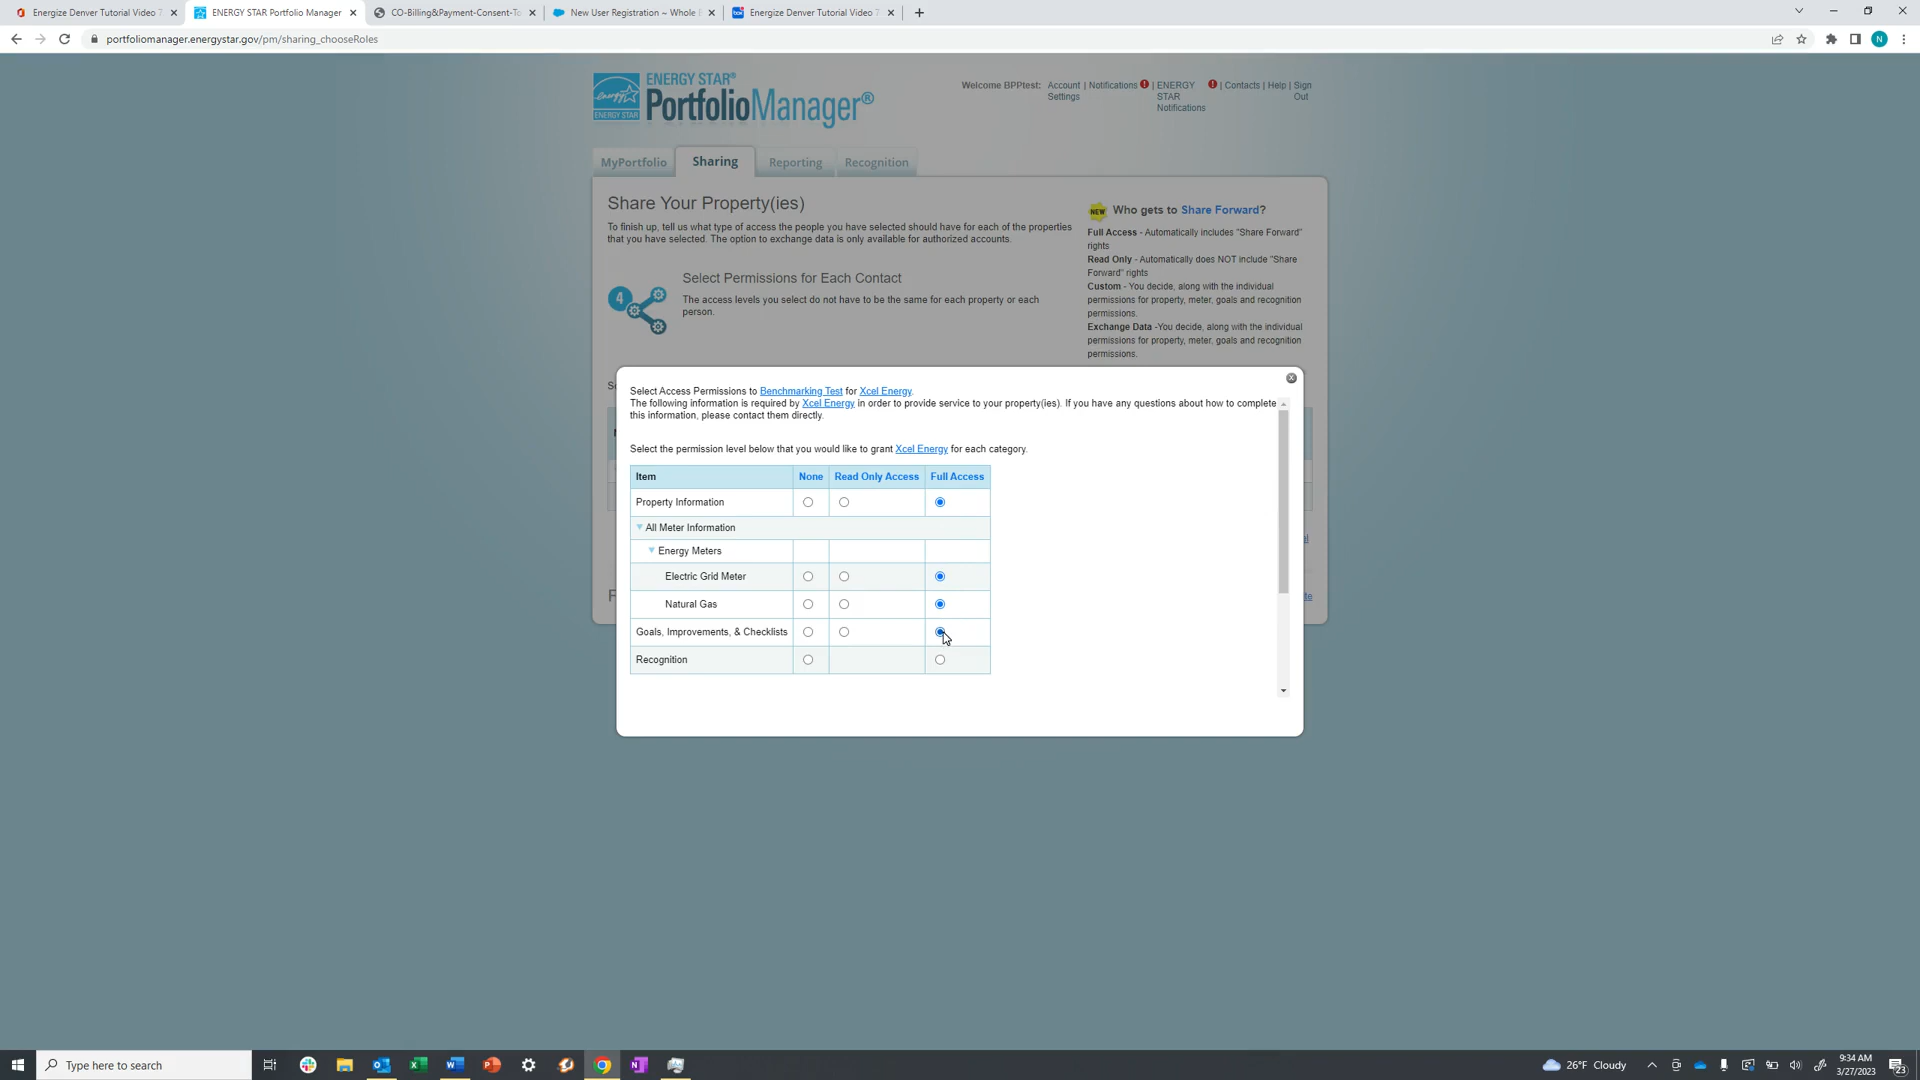 Energize Denver Tutorial Video 7
ENERGY STAR Portfolio Manager
CO-Billing&Payment-Consent-To
New User Registration ~ Whole B
box
Energize Denver Tutorial Video 7
portfoliomanager.energystar.gov/pm/sharing_chooseRoles
N
energy
ENERGY STAR
ENERGY STAR®
PortfolioManager®
Welcome BPPtest: Account Settings | Notifications | ENERGY STAR Notifications | Contacts | Help | Sign Out
MyPortfolio
Sharing
Reporting
Recognition
Share Your Property(ies)
To finish up, tell us what type of access the people you have selected should have for each of the properties
that you have selected. The option to exchange data is only available for authorized accounts.
4
Select Permissions for Each Contact
The access levels you select do not have to be the same for each property or each
person.
NEW Who gets to Share Forward?
Full Access - Automatically includes "Share Forward"
rights
Read Only - Automatically does NOT include "Share
Forward" rights
Custom - You decide, along with the individual
permissions for property, meter, goals and recognition
permissions.
Exchange Data -You decide, along with the individual
permissions for property, meter, goals and recognition
permissions.
Select Access Permissions to Benchmarking Test for Xcel Energy.
The following information is required by Xcel Energy in order to provide service to your property(ies). If you have any questions about how to complete
this information, please contact them directly.
Select the permission level below that you would like to grant Xcel Energy for each category.
Item None Read Only Access Full Access
Property Information
All Meter Information
Energy Meters
Electric Grid Meter
Natural Gas
Goals, Improvements, & Checklists
Recognition
Type here to search
26°F Cloudy
9:34 AM
3/27/2023
23